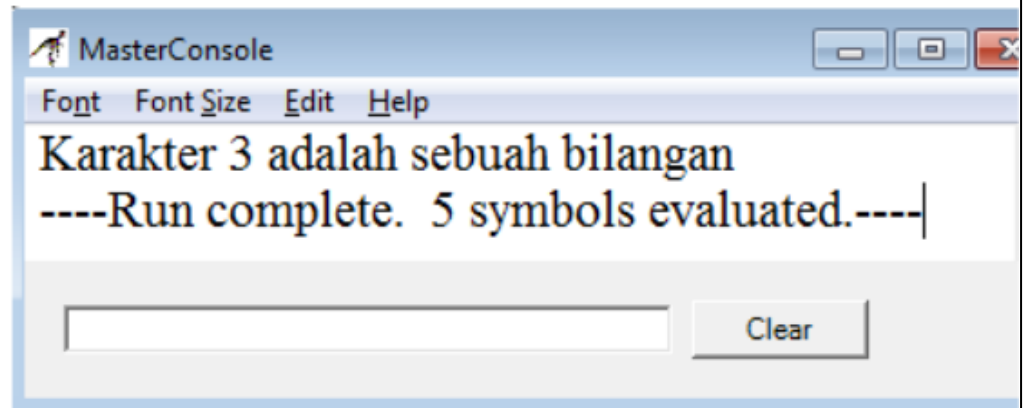 MasterConsole
Font Font Size Edit Help
Karakter 3 adalah sebuah bilangan
----Run complete.  5 symbols evaluated.----
Clear